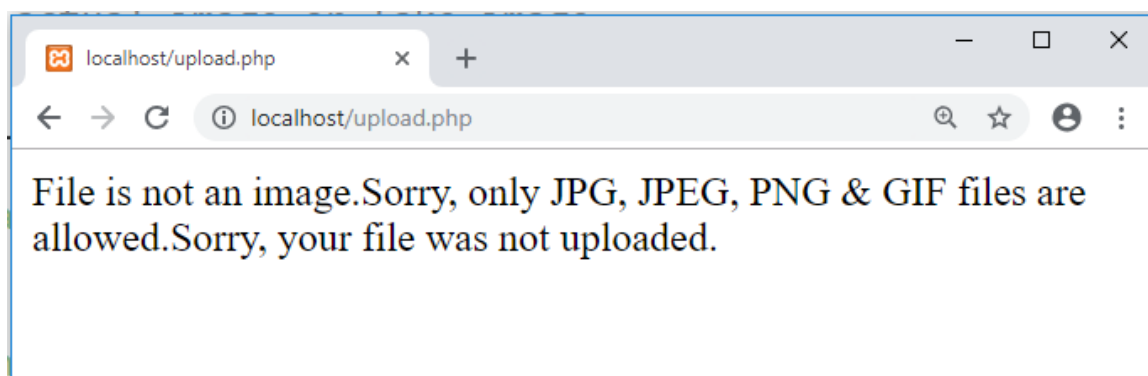 localhost/upload.php
localhost/upload.php
File is not an image.Sorry, only JPG, JPEG, PNG & GIF files are
allowed.Sorry, your file was not uploaded.